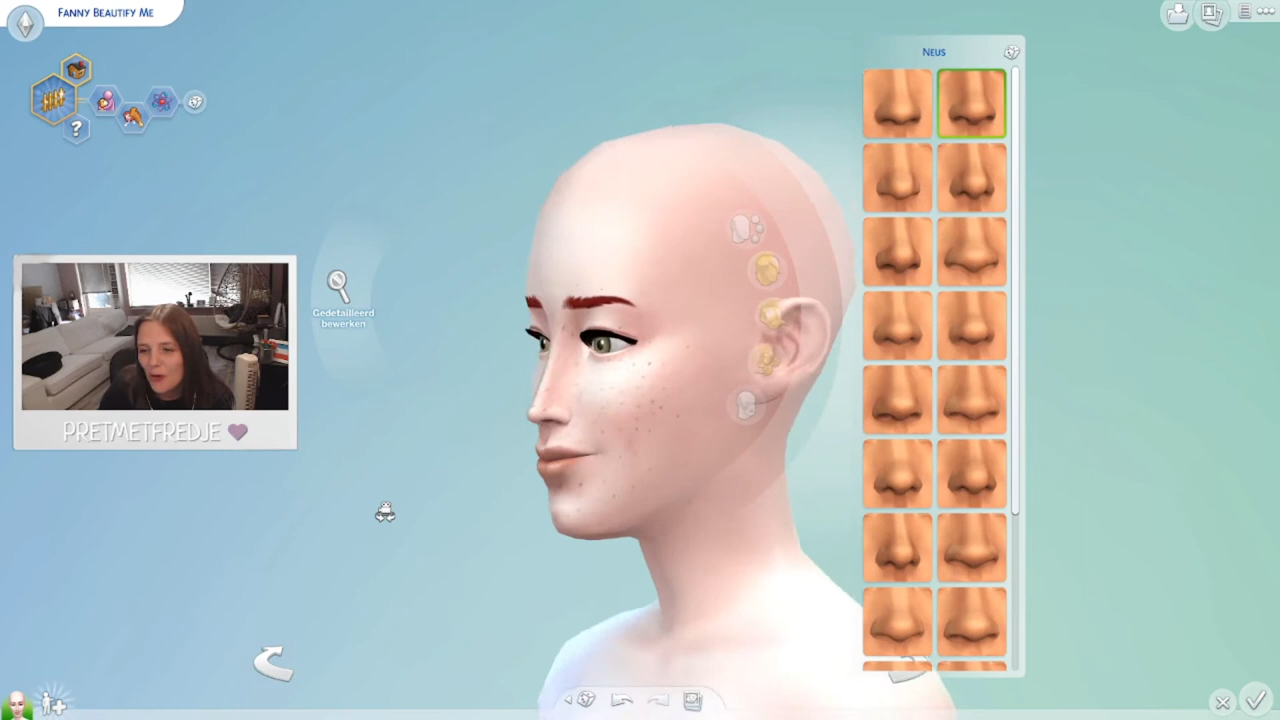 Fanny Beautify Me
Neus
Gedetailleerd
bewerken
?
PRETMETFREDJE